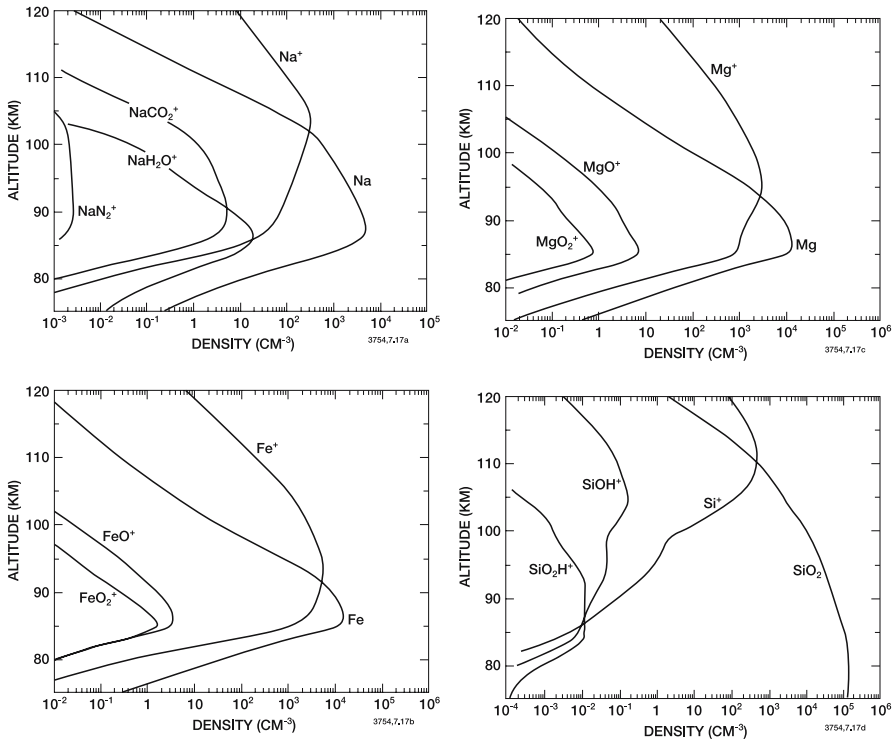 120
110
100
90
80
ALTITUDE (KM)
Na⁺
NaCO₂⁺
NaH₂O⁺
NaN₂⁺
Na
10⁻³ 10⁻² 10⁻¹ 1 10 10² 10³ 10⁴ 10⁵
DENSITY (CM⁻³)
3754,7.17a
120
110
100
90
80
ALTITUDE (KM)
Mg⁺
MgO⁺
MgO₂⁺
Mg
10⁻² 10⁻¹ 1 10 10² 10³ 10⁴ 10⁵ 10⁶
DENSITY (CM⁻³)
3754,7.17c
120
110
100
90
80
ALTITUDE (KM)
Fe⁺
FeO⁺
FeO₂⁺
Fe
10⁻² 10⁻¹ 1 10 10² 10³ 10⁴ 10⁵ 10⁶
DENSITY (CM⁻³)
3754,7.17b
120
110
100
90
80
ALTITUDE (KM)
SiOH⁺
Si⁺
SiO₂H⁺
SiO₂
10⁻⁴ 10⁻³ 10⁻² 10⁻¹ 1 10 10² 10³ 10⁴ 10⁵ 10⁶
DENSITY (CM⁻³)
3754,7.17d